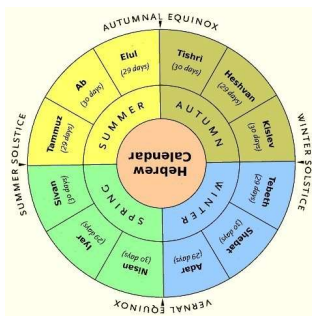 AUTUMNAL EQUINOX
Tishri
(30 days)
Heshvan
(29 days)
Kislev
(30 days)
WINTER SOLSTICE
Tebeth
(29 days)
Shebat
(30 days)
Adar
(29 days)
VERNAL EQUINOX
Nisan
(30 days)
Iyar
(29 days)
Sivan
(30 days)
SUMMER SOLSTICE
Tammuz
(29 days)
Ab
(30 days)
Elul
(29 days)
AUTUMN
WINTER
SPRING
SUMMER
Hebrew
Calendar